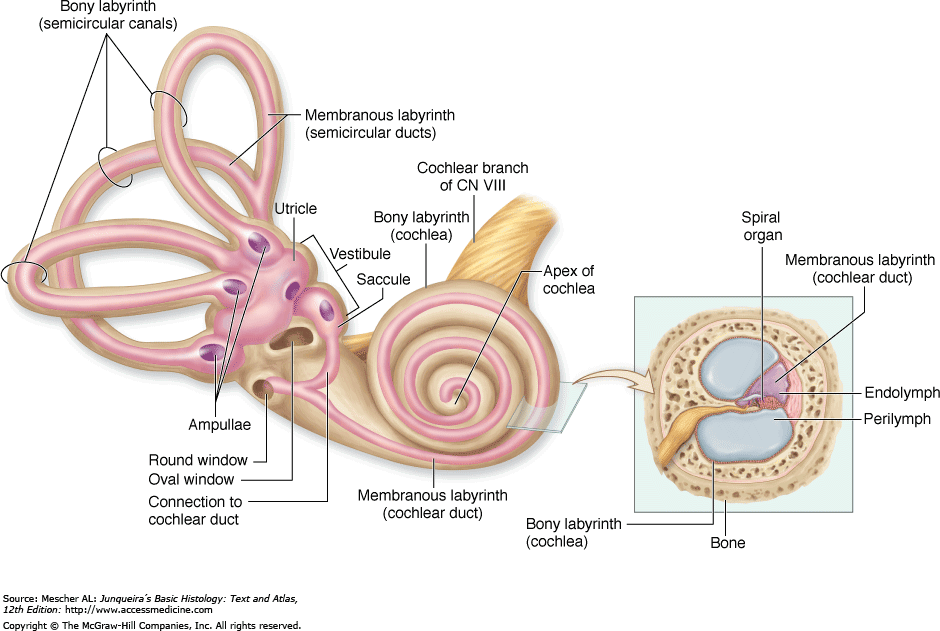 Bony labyrinth
(semicircular canals)
Membranous labyrinth
(semicircular ducts)
Cochlear branch
of CN VIII
Utricle
Bony labyrinth
(cochlea)
Spiral
organ
Vestibule
Saccule
Apex of
cochlea
Membranous labyrinth
(cochlear duct)
Endolymph
Perilymph
Ampullae
Round window
Oval window
Connection to
cochlear duct
Membranous labyrinth
(cochlear duct)
Bony labyrinth
(cochlea)
Bone
Source: Mescher AL: Junqueira´s Basic Histology: Text and Atlas,
12th Edition: http://www.accessmedicine.com
Copyright © The McGraw-Hill Companies, Inc. All rights reserved.